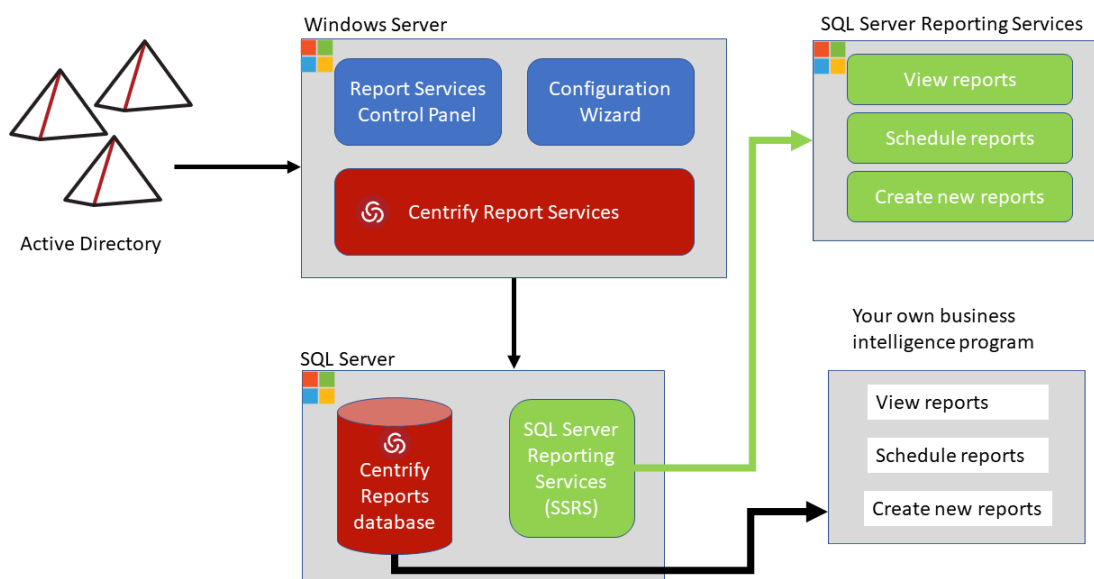 Windows Server
SQL Server Reporting Services
Report Services
Control Panel
Configuration
Wizard
View reports
Schedule reports
Create new reports
Centrify Report Services
Active Directory
Your own business
intelligence program
SQL Server
Centrify
Reports
database
SQL Server
Reporting
Services
(SSRS)
View reports
Schedule reports
Create new reports